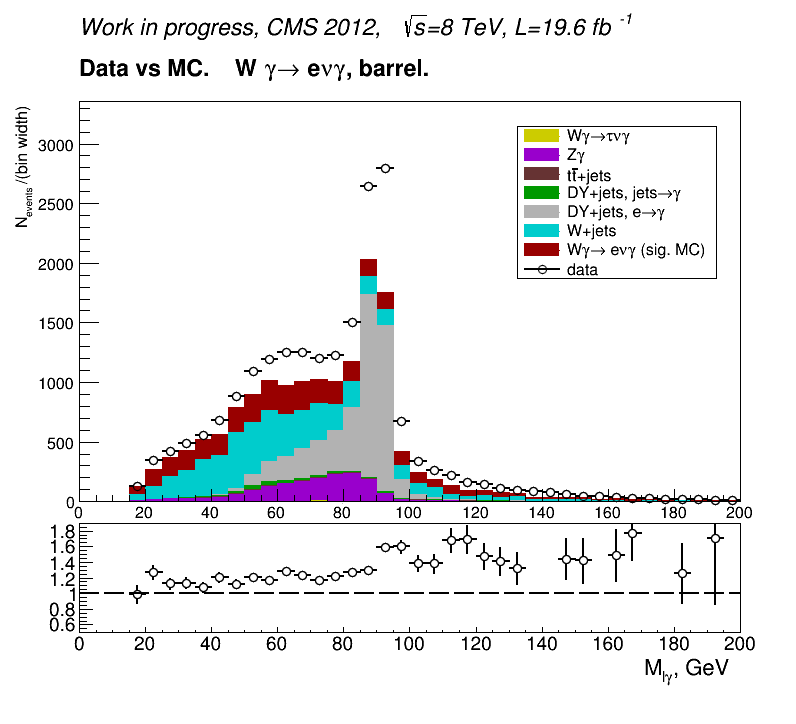 Work in progress, CMS 2012, √s=8 TeV, L=19.6 fb⁻¹
Data vs MC. W γ→ eνγ, barrel.
N_events /(bin width)
3000
2500
2000
1500
1000
500
0
Wγ→τνγ
Zγ
tt̄+jets
DY+jets, jets→γ
DY+jets, e→γ
W+jets
Wγ→ eνγ (sig. MC)
data
0 20 40 60 80 100 120 140 160 180 200
1.8
1.6
1.4
1.2
1
0.8
0.6
0 20 40 60 80 100 120 140 160 180 200
M_lγ, GeV